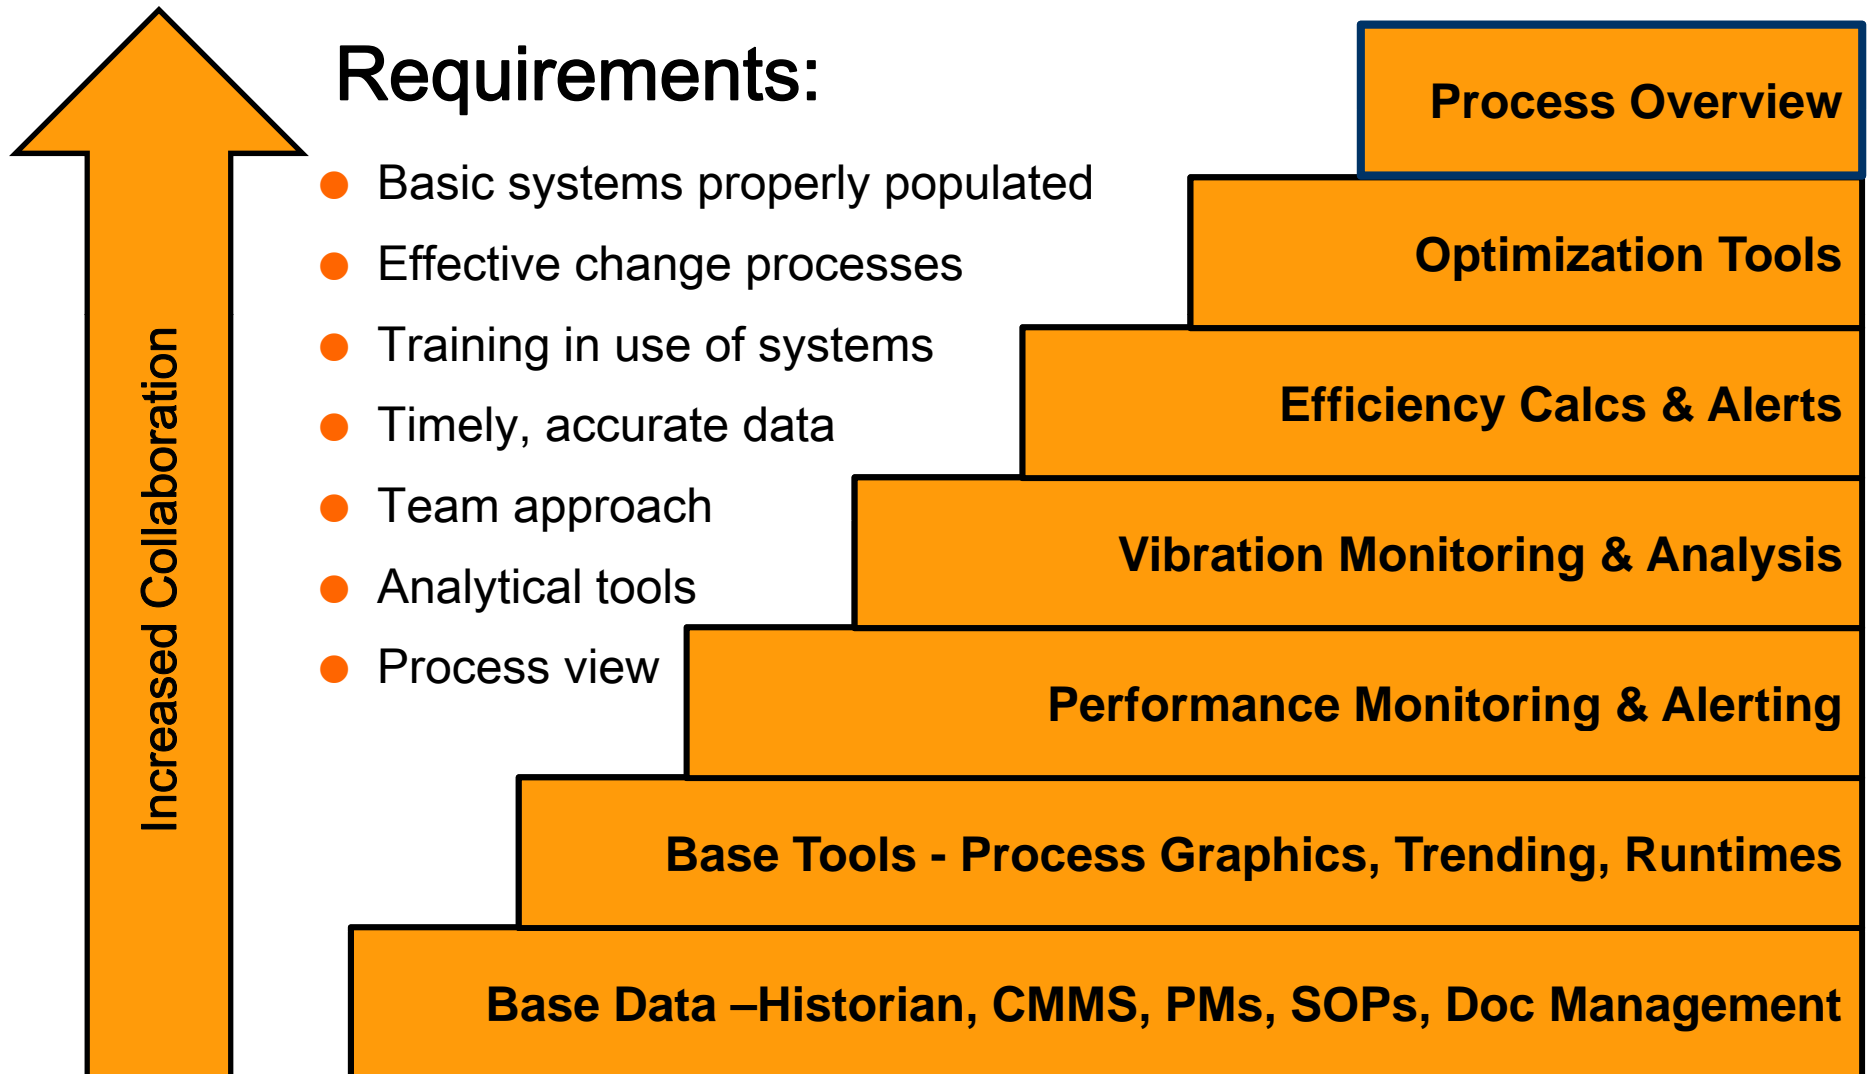 Requirements:
Basic systems properly populated
Effective change processes
Training in use of systems
Timely, accurate data
Team approach
Analytical tools
Process view
Increased Collaboration
Process Overview
Optimization Tools
Efficiency Calcs & Alerts
Vibration Monitoring & Analysis
Performance Monitoring & Alerting
Base Tools - Process Graphics, Trending, Runtimes
Base Data –Historian, CMMS, PMs, SOPs, Doc Management